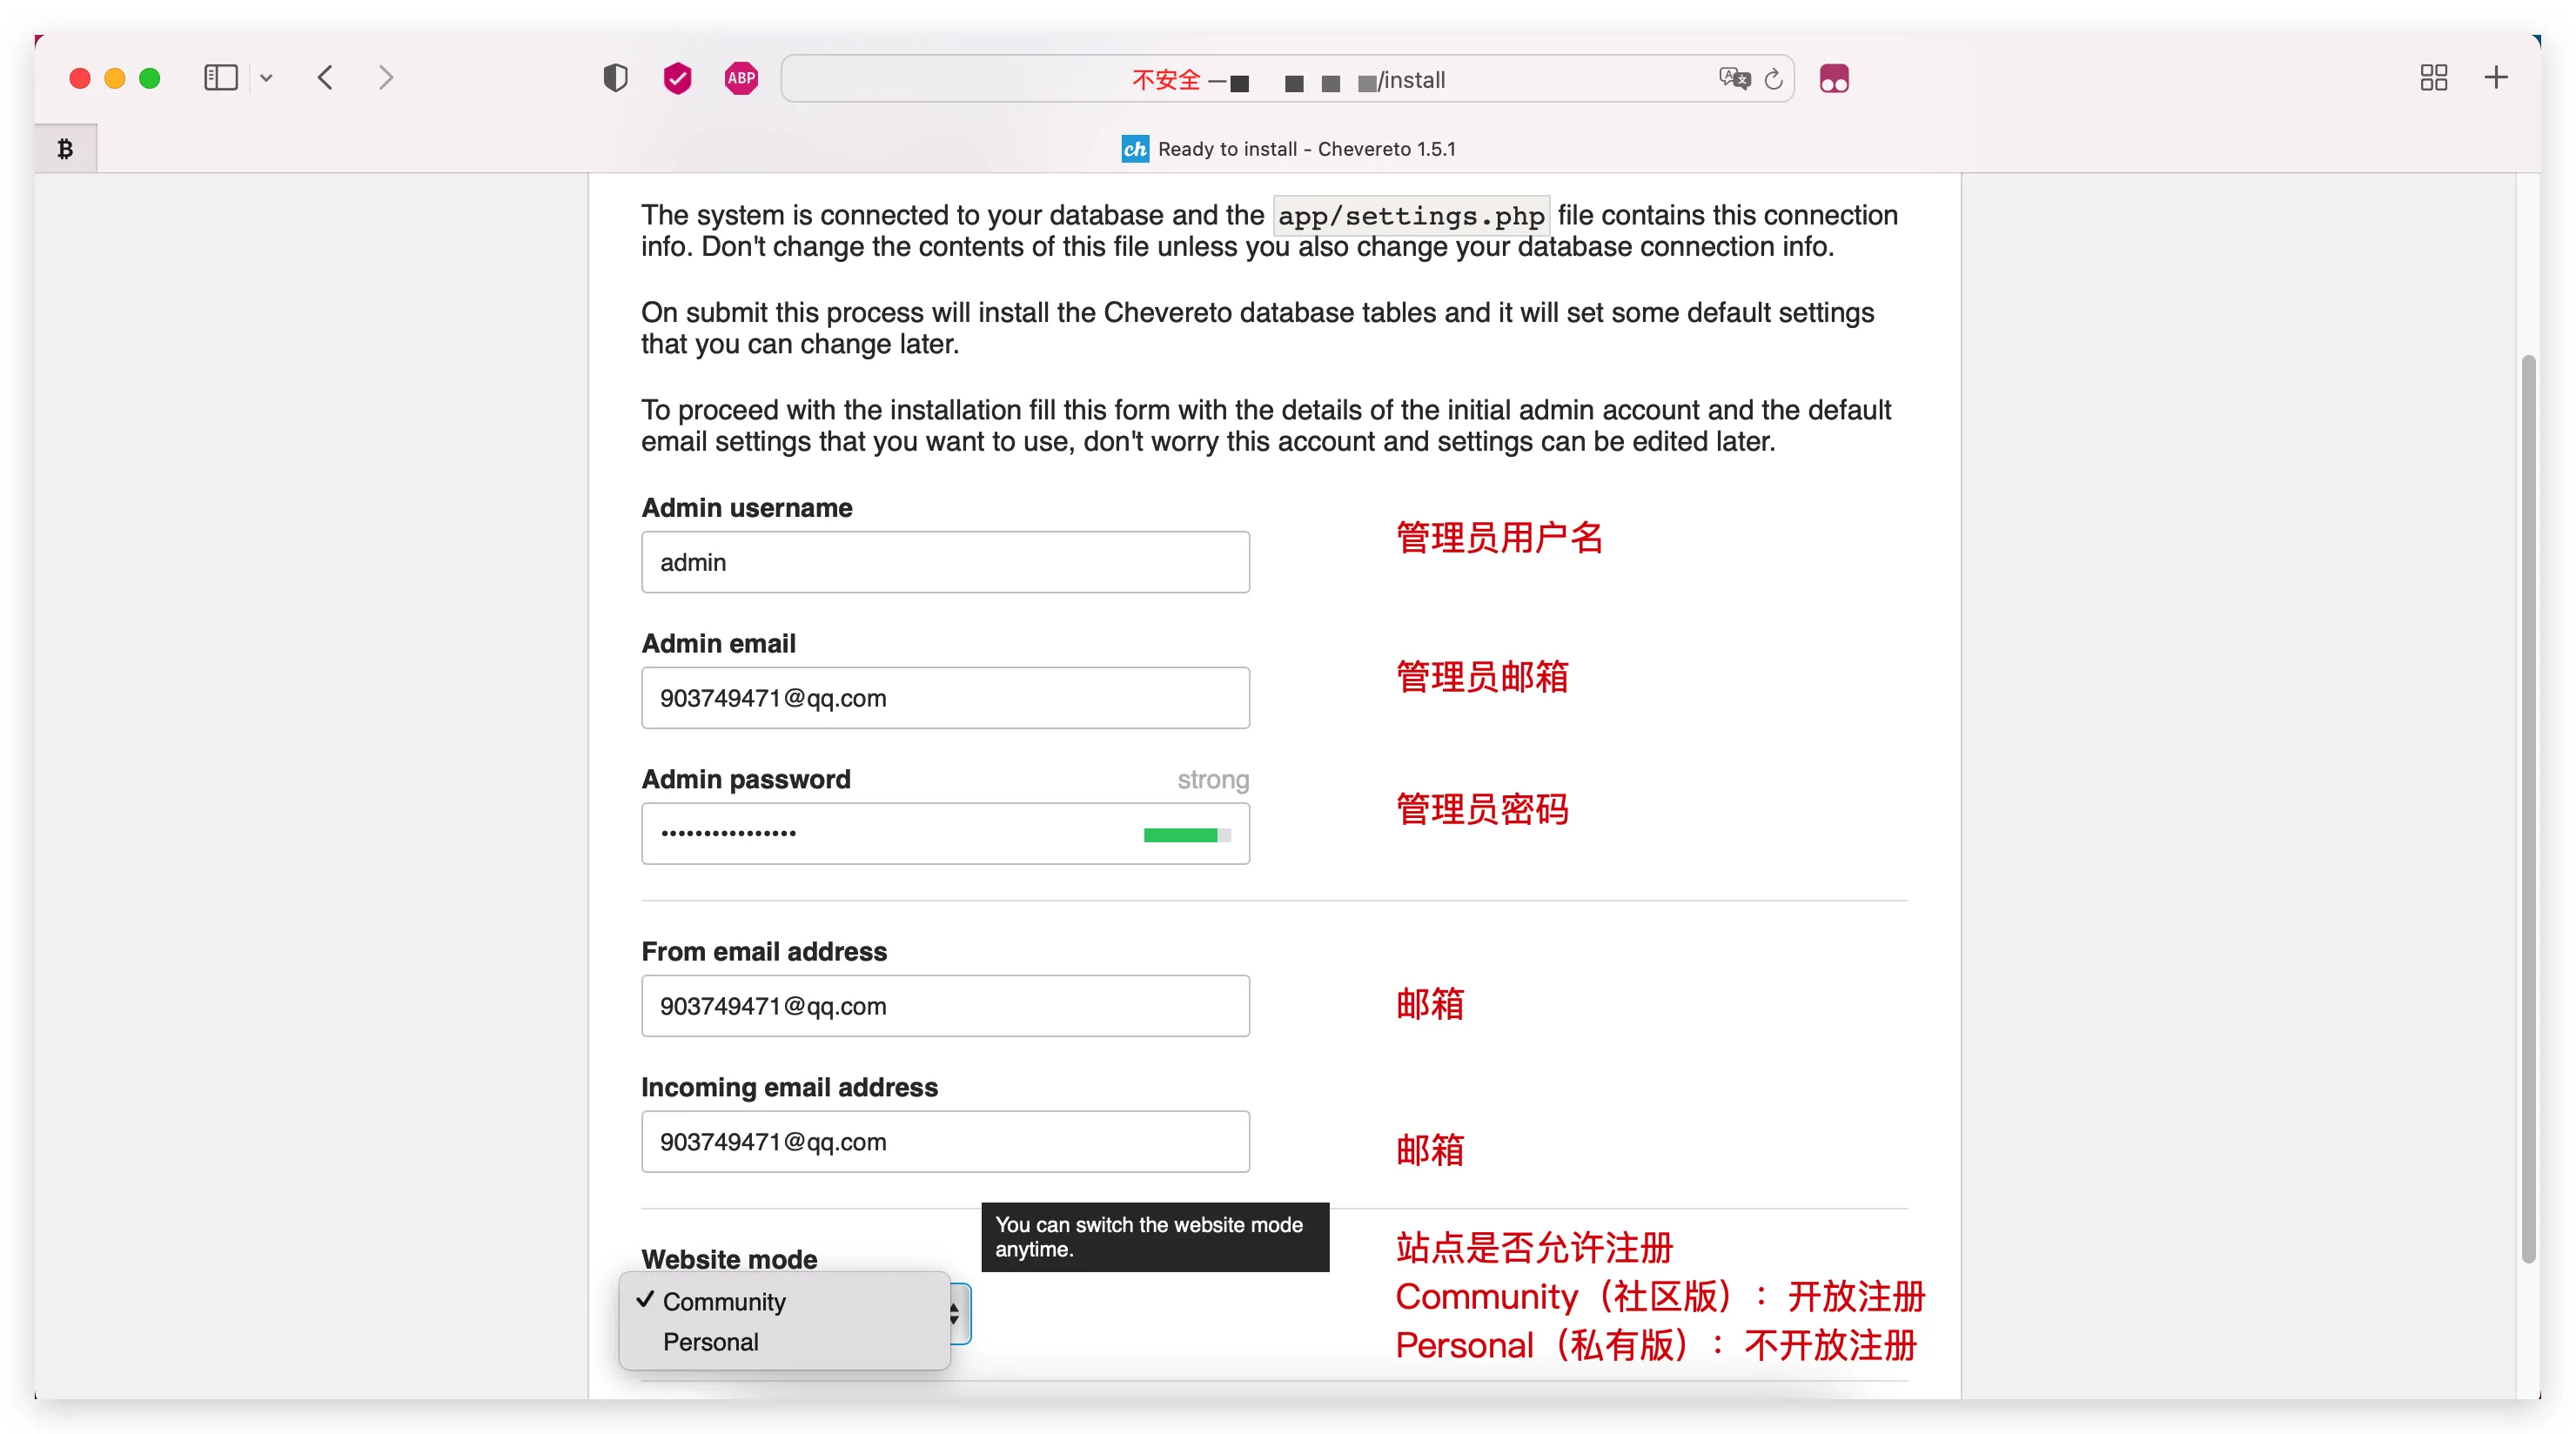 ABP
不安全 — /install
ch Ready to install - Chevereto 1.5.1
The system is connected to your database and the app/settings.php file contains this connection
info. Don't change the contents of this file unless you also change your database connection info.
On submit this process will install the Chevereto database tables and it will set some default settings
that you can change later.
To proceed with the installation fill this form with the details of the initial admin account and the default
email settings that you want to use, don't worry this account and settings can be edited later.
Admin username
admin
管理员用户名
Admin email
903749471@qq.com
管理员邮箱
Admin password
strong
••••••••••••••••
管理员密码
From email address
903749471@qq.com
邮箱
Incoming email address
903749471@qq.com
邮箱
You can switch the website mode
anytime.
Website mode
✓ Community
Personal
站点是否允许注册
Community（社区版）：开放注册
Personal（私有版）：不开放注册